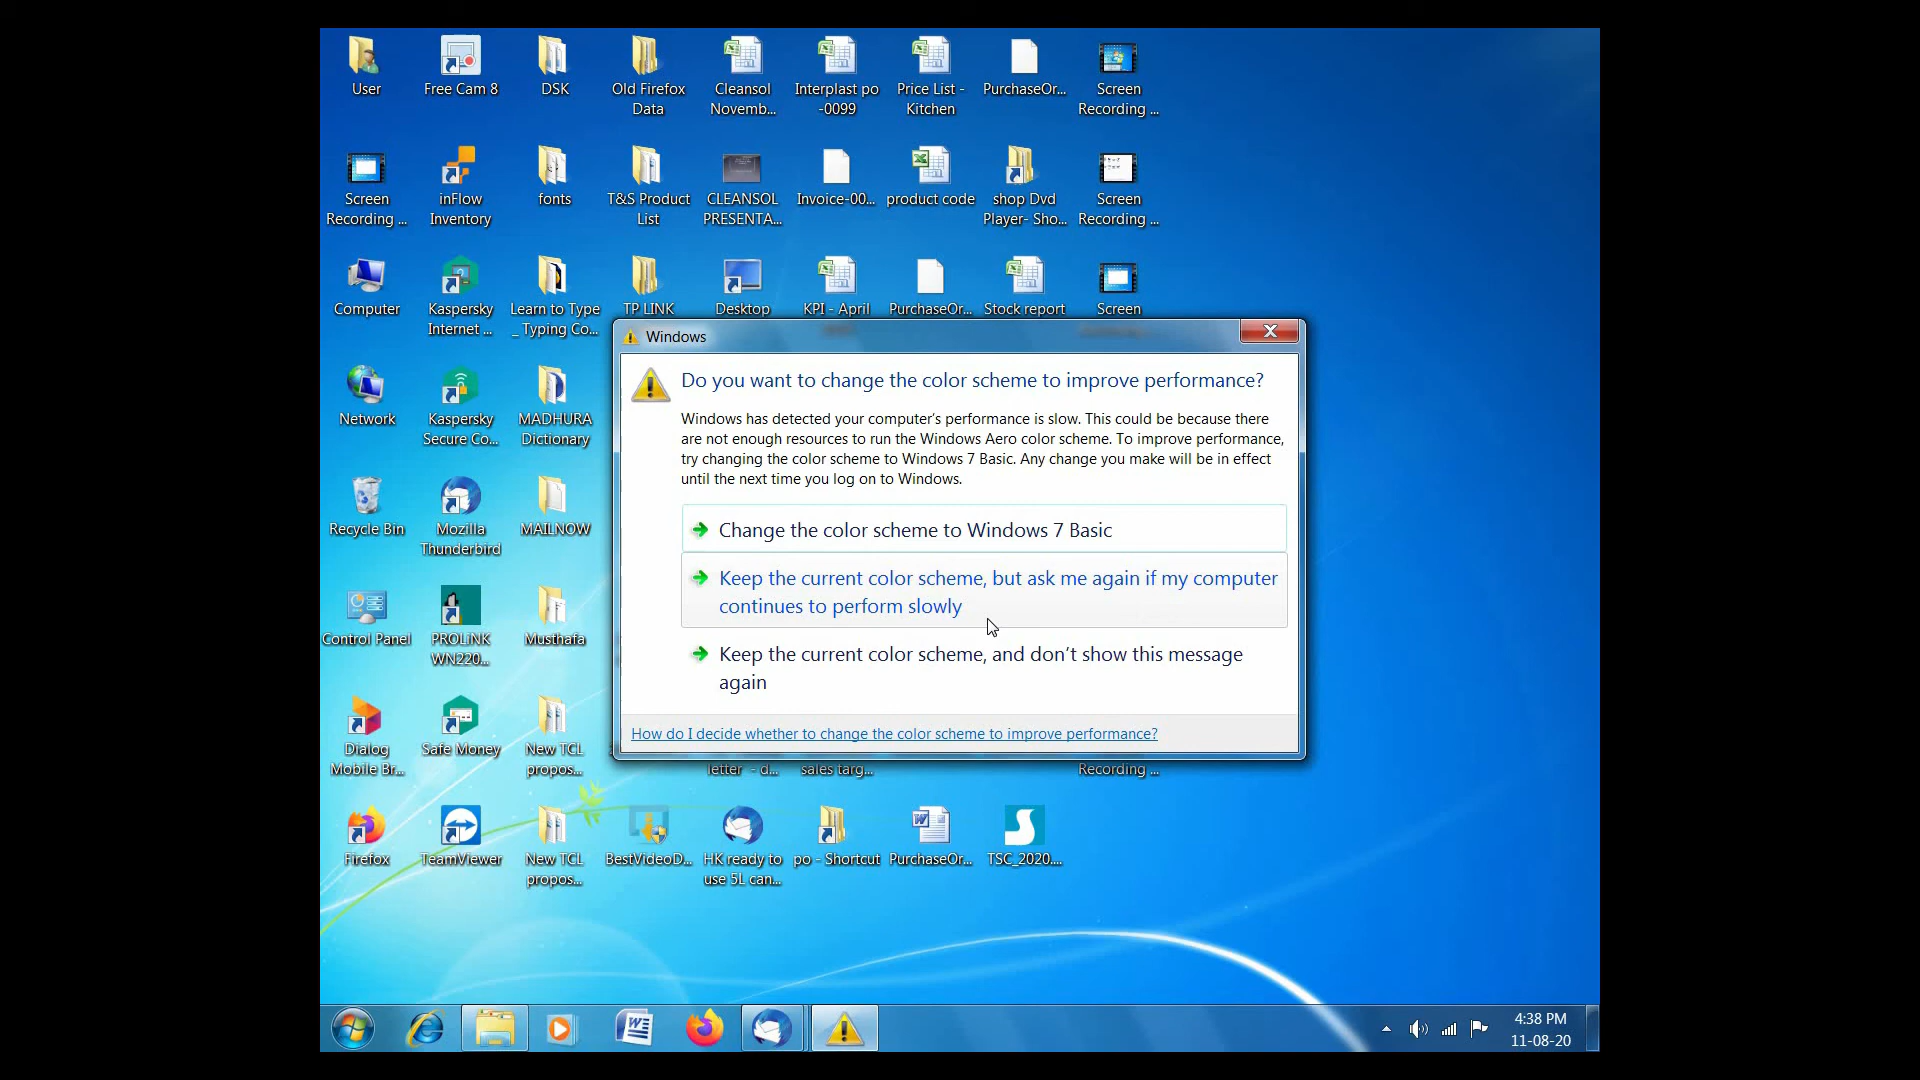 User
Free Cam 8
DSK
Old Firefox
Data
Cleansol
Novemb...
Interplast po
-0099
Price List -
Kitchen
PurchaseOr...
Screen
Recording ...
Screen
Recording ...
inFlow
Inventory
fonts
T&S Product
List
CLEANSOL
PRESENTA...
Invoice-00...
product code
shop Dvd
Player- Sho...
Screen
Recording ...
Computer
Kaspersky
Internet ...
Learn to Type
_ Typing Co...
TP LINK
Desktop
KPI - April
PurchaseOr...
Stock report
Screen
Network
Kaspersky
Secure Co...
MADHURA
Dictionary
Recycle Bin
Mozilla
Thunderbird
MAILNOW
Control Panel
PROLiNK
WN220...
Musthafa
Dialog
Mobile Br...
Safe Money
New TCL
propos...
letter - d...
sales targ...
Recording ...
Firefox
TeamViewer
New TCL
propos...
BestVideoD...
HK ready to
use 5L can...
po - Shortcut
PurchaseOr...
TSC_2020....
Windows
Do you want to change the color scheme to improve performance?
Windows has detected your computer's performance is slow. This could be because there
are not enough resources to run the Windows Aero color scheme. To improve performance,
try changing the color scheme to Windows 7 Basic. Any change you make will be in effect
until the next time you log on to Windows.
Change the color scheme to Windows 7 Basic
Keep the current color scheme, but ask me again if my computer
continues to perform slowly
Keep the current color scheme, and don't show this message
again
How do I decide whether to change the color scheme to improve performance?
4:38 PM
11-08-20